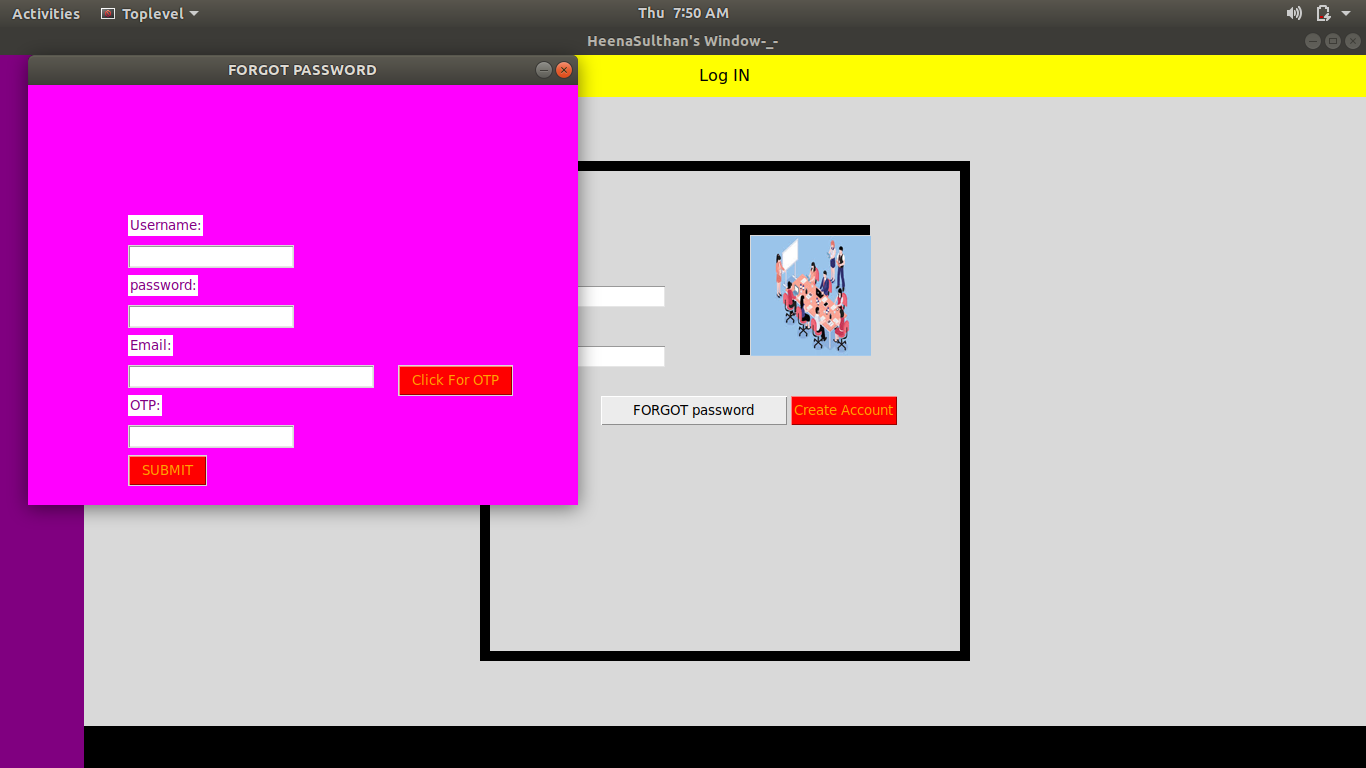 Activities Toplevel Thu 7:50 AM
HeenaSulthan's Window-_-
FORGOT PASSWORD
Log IN
Username:
password:
Email:
Click For OTP
OTP:
SUBMIT
FORGOT password Create Account